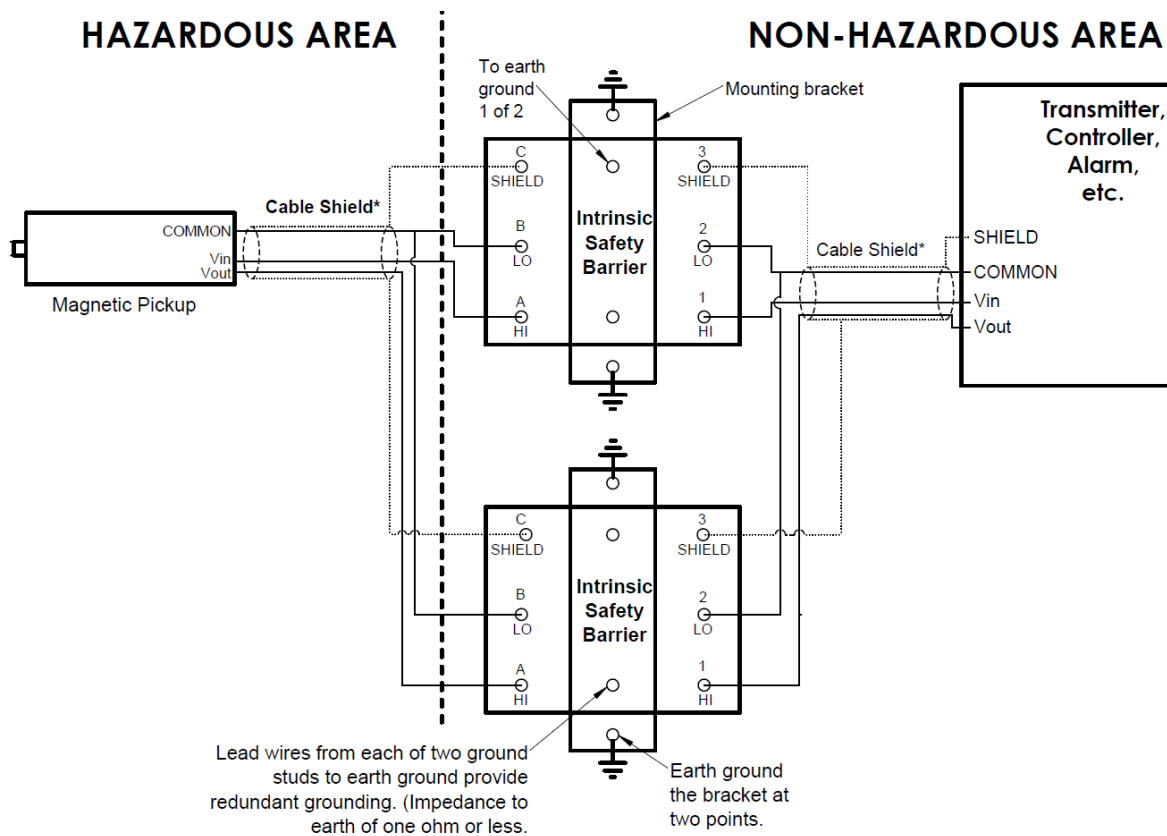 HAZARDOUS AREA
NON-HAZARDOUS AREA
To earth
ground
1 of 2
Mounting bracket
Transmitter,
Controller,
Alarm,
etc.
C
SHIELD
3
SHIELD
Cable Shield*
COMMON
Vin
Vout
Magnetic Pickup
B
LO
Intrinsic
Safety
Barrier
2
LO
Cable Shield*
SHIELD
COMMON
Vin
Vout
A
HI
1
HI
C
SHIELD
3
SHIELD
B
LO
Intrinsic
Safety
Barrier
2
LO
A
HI
1
HI
Lead wires from each of two ground
studs to earth ground provide
redundant grounding. (Impedance to
earth of one ohm or less.
Earth ground
the bracket at
two points.